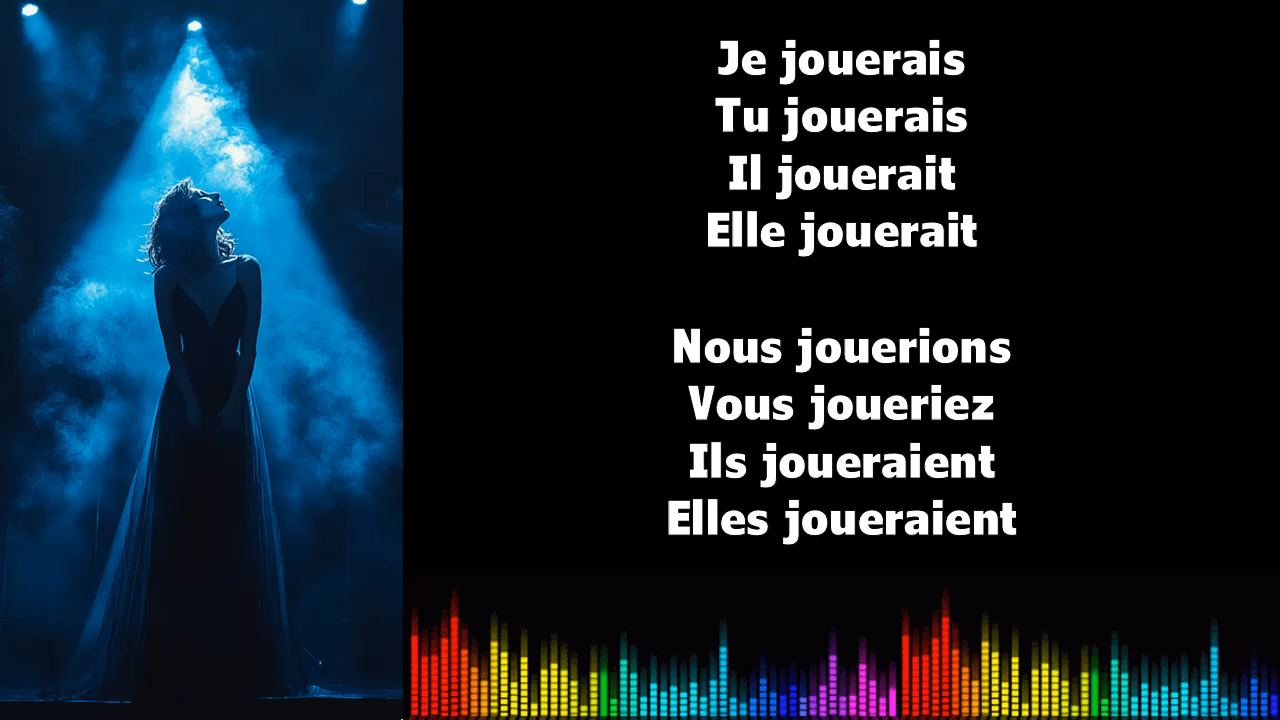 Je jouerais
Tu jouerais
Il jouerait
Elle jouerait
Nous jouerions
Vous joueriez
Ils joueraient
Elles joueraient